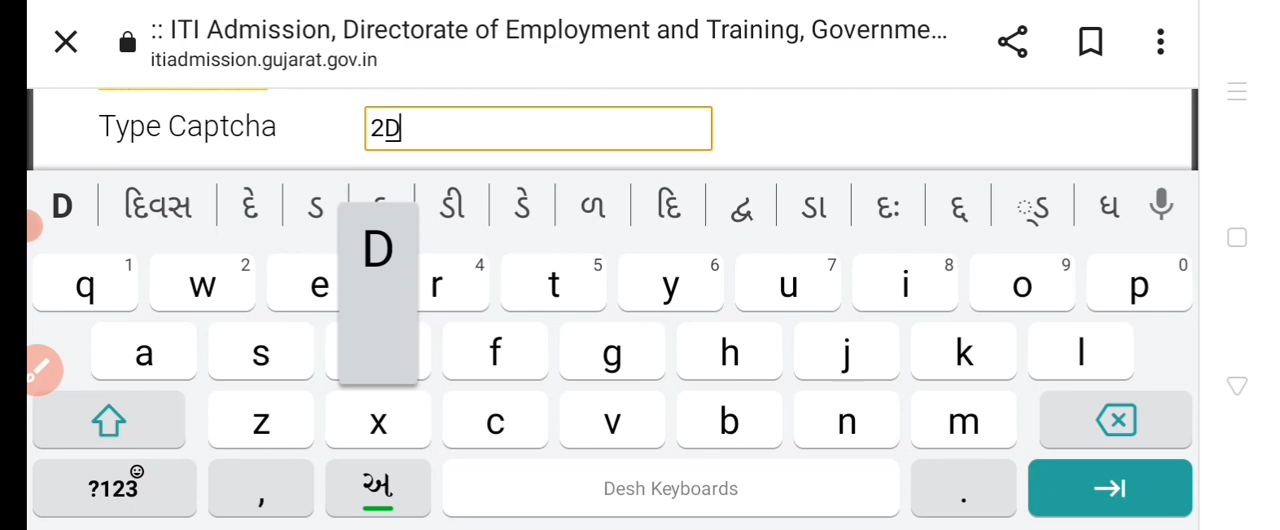 :: ITI Admission, Directorate of Employment and Training, Governme...
itiadmission.gujarat.gov.in
Type Captcha 2D
D દિવસ દે ડ ડી ડે ળ દિ દ્વ ડા દઃ દ્દ ્ડ ધ
q 1 w 2 e r 4 t 5 y 6 u 7 i 8 o 9 p 0
D
a s f g h j k l
z x c v b n m
?123 , અ Desh Keyboards .